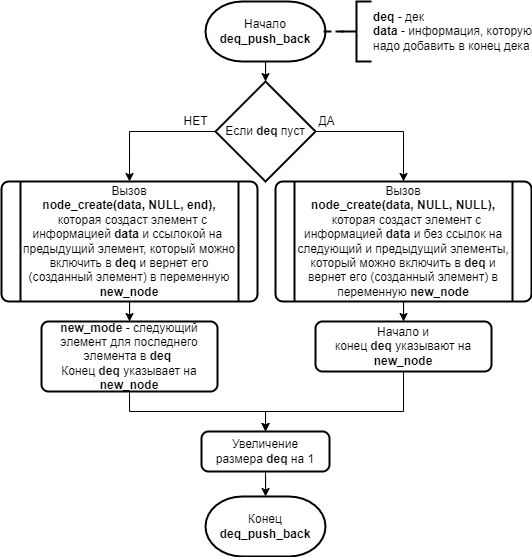 Начало
deq_push_back
deq - дек
data - информация, которую
надо добавить в конец дека
Если deq пуст
НЕТ
ДА
Вызов
node_create(data, NULL, end),
которая создаст элемент с
информацией data и ссылокой на
предыдущий элемент, который можно
включить в deq и вернет его
(созданный элемент) в переменную
new_node
Вызов
node_create(data, NULL, NULL),
которая создаст элемент с
информацией data и без ссылок на
следующий и предыдущий элементы,
который можно включить в deq и
вернет его (созданный элемент) в
переменную new_node
new_mode - следующий
элемент для последнего
элемента в deq
Конец deq указывает на
new_node
Начало и
конец deq указывают на
new_node
Увеличение
размера deq на 1
Конец
deq_push_back